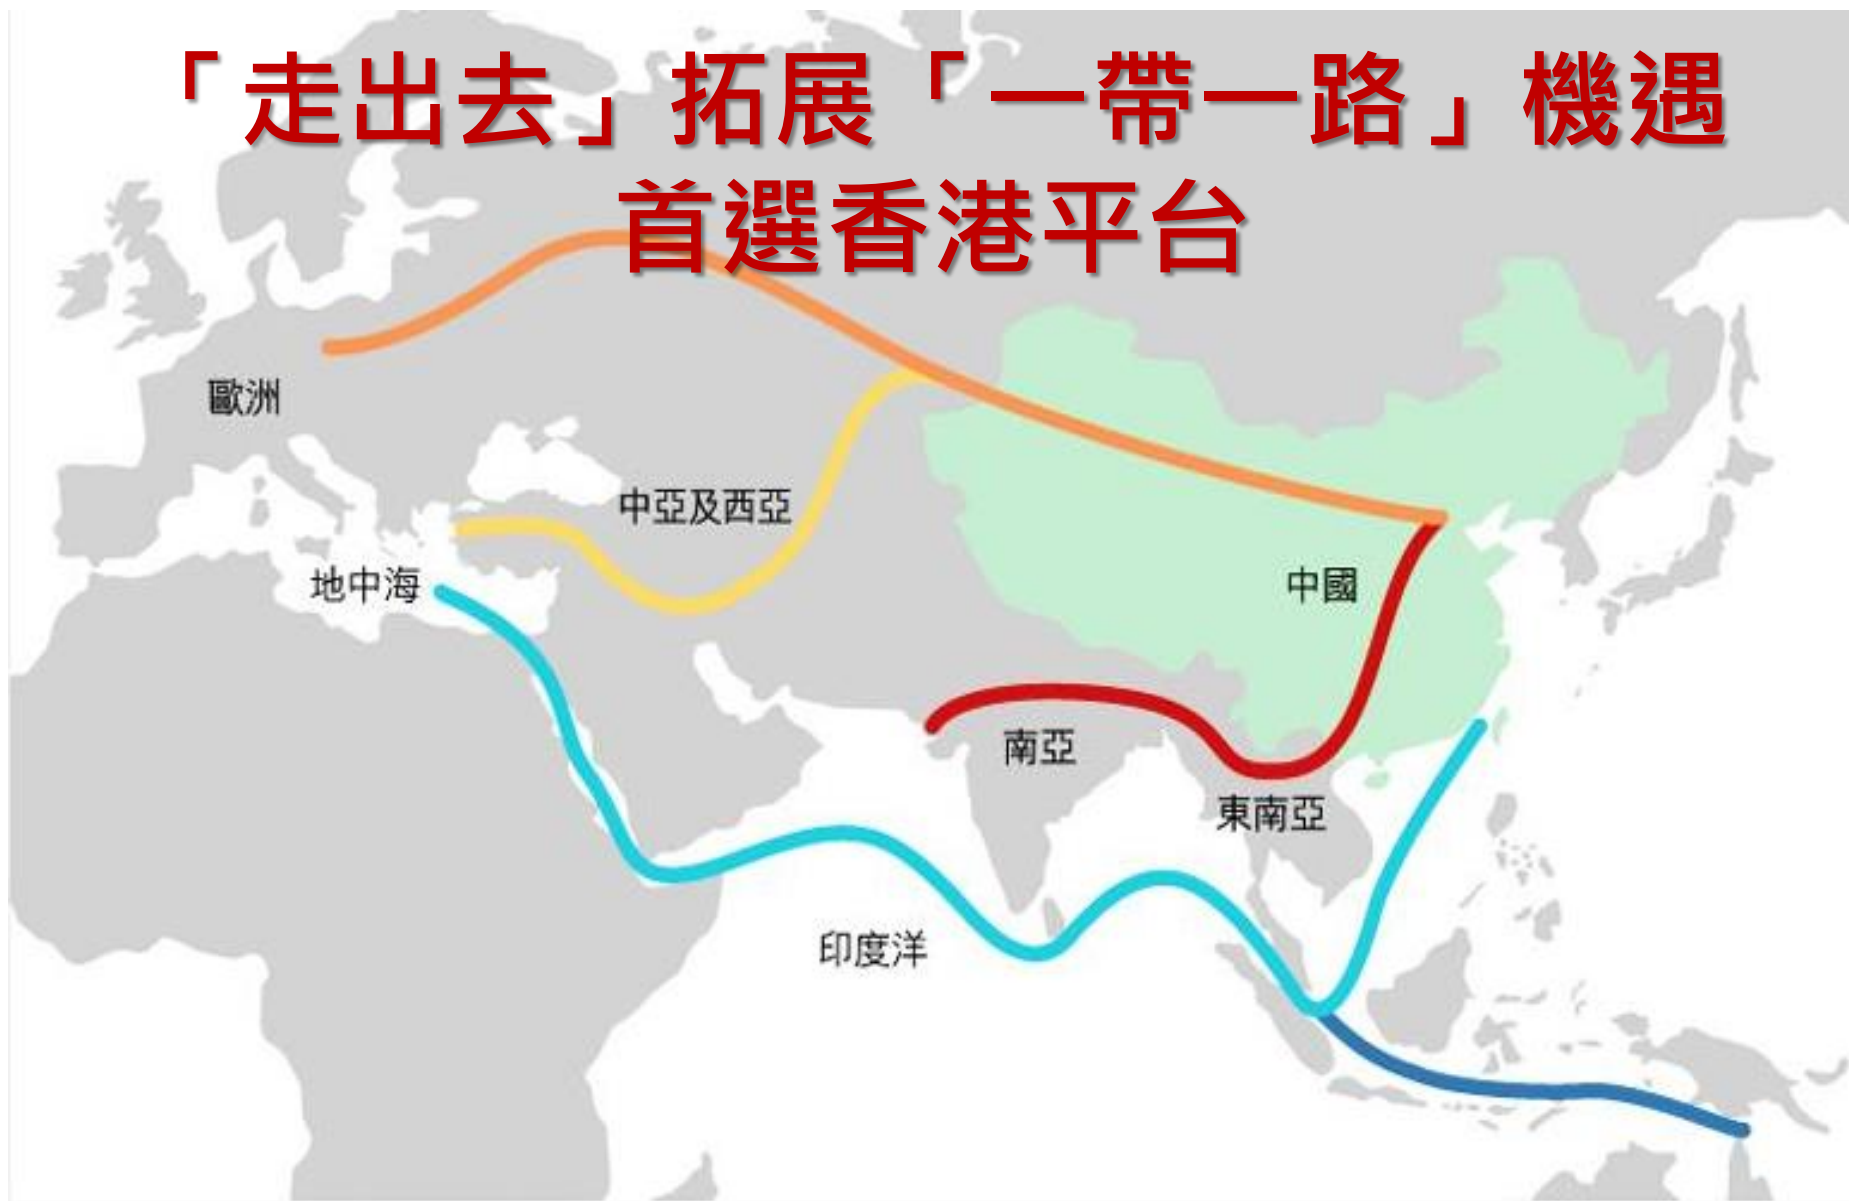 「走出去」拓展「一帶一路」機遇
首選香港平台
歐洲
中亞及西亞
地中海
中國
南亞
東南亞
印度洋